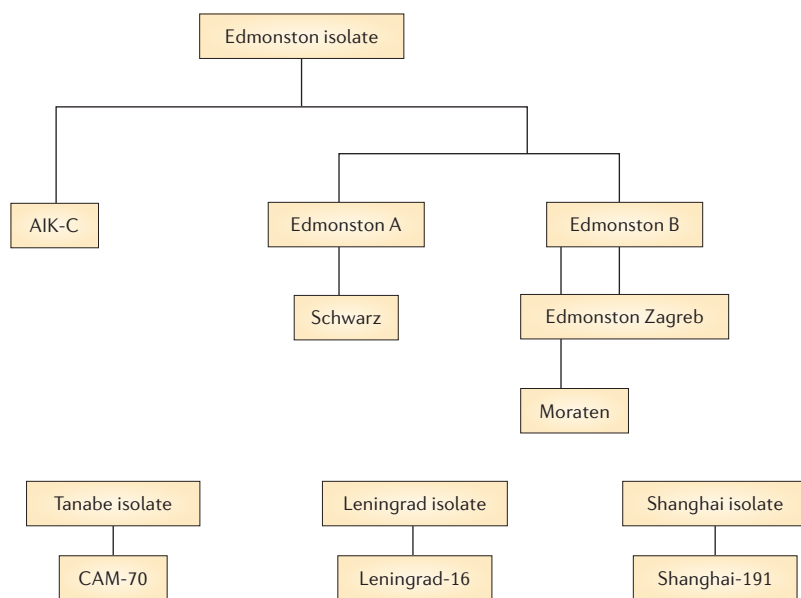 Edmonston isolate
AIK-C
Edmonston A
Edmonston B
Schwarz
Edmonston Zagreb
Moraten
Tanabe isolate
Leningrad isolate
Shanghai isolate
CAM-70
Leningrad-16
Shanghai-191